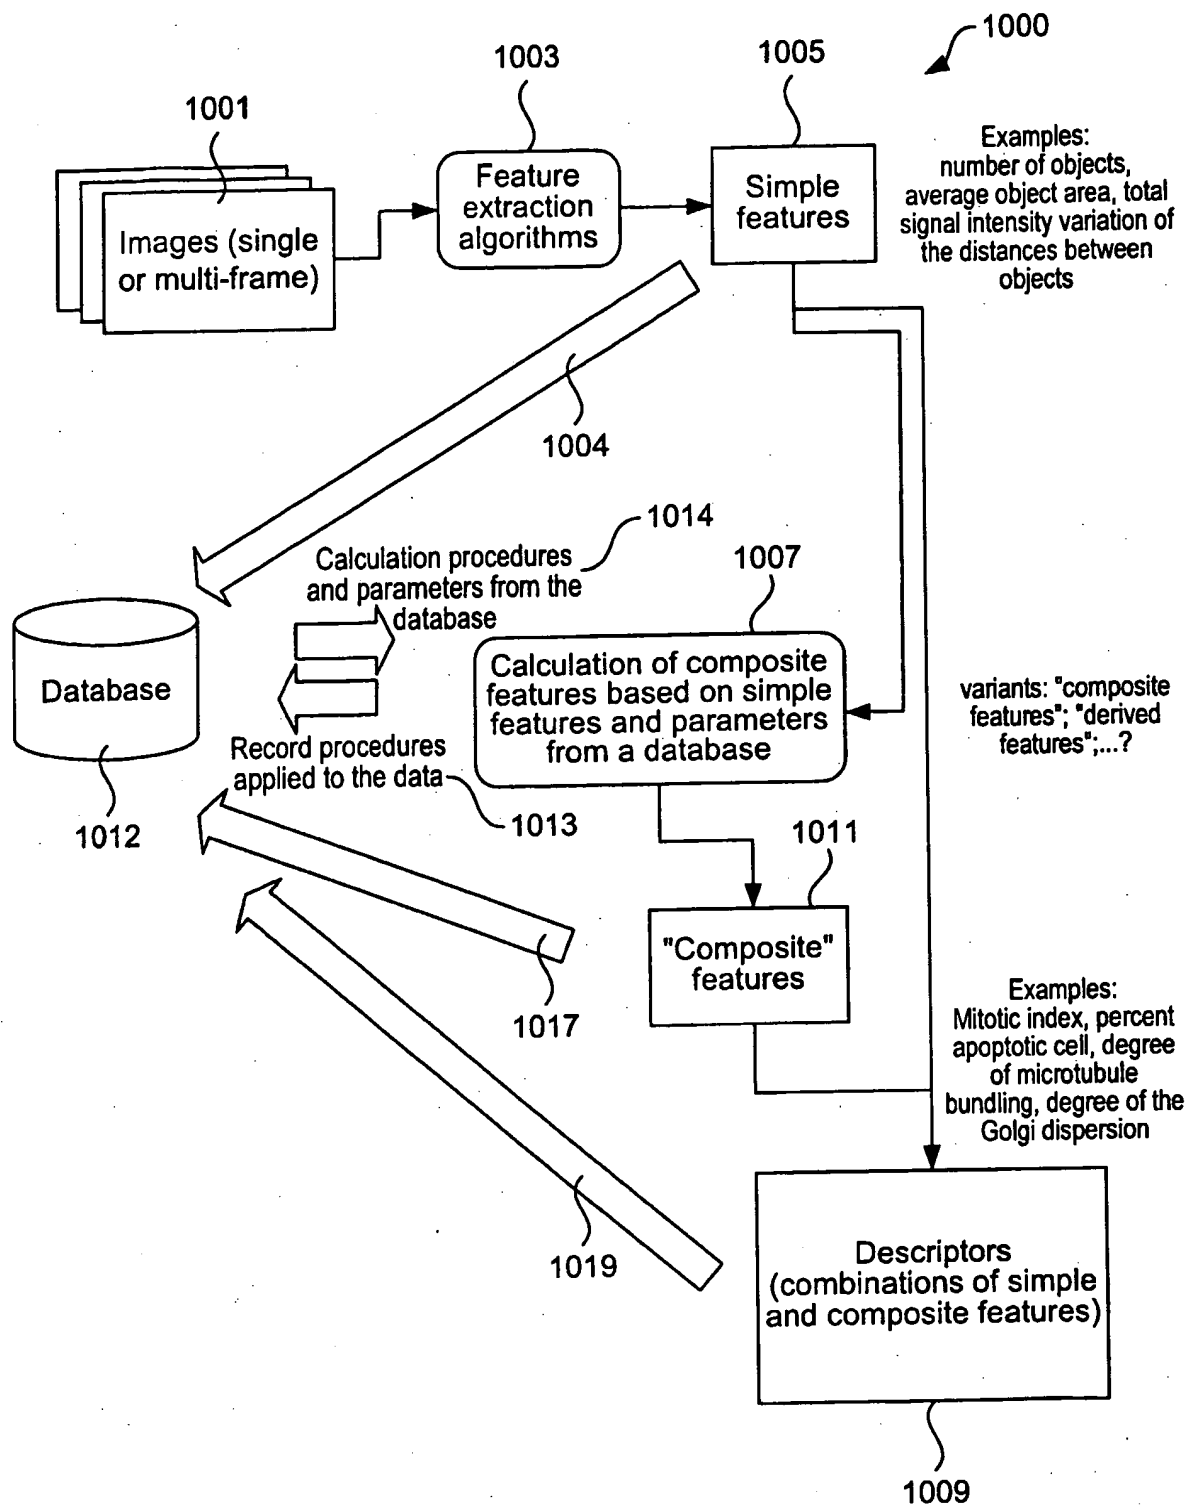 1000
1003
1005
1001
Examples:
number of objects,
average object area, total
signal intensity variation of
the distances between
objects
Feature
extraction
algorithms
Simple
features
Images (single
or multi-frame)
1004
1014
Calculation procedures
and parameters from the
database
1007
Database
Calculation of composite
features based on simple
features and parameters
from a database
variants: "composite
features"; "derived
features";...?
Record procedures
applied to the data
1012
1013
1011
"Composite"
features
1017
Examples:
Mitotic index, percent
apoptotic cell, degree
of microtubule
bundling, degree of the
Golgi dispersion
1019
Descriptors
(combinations of simple
and composite features)
1009